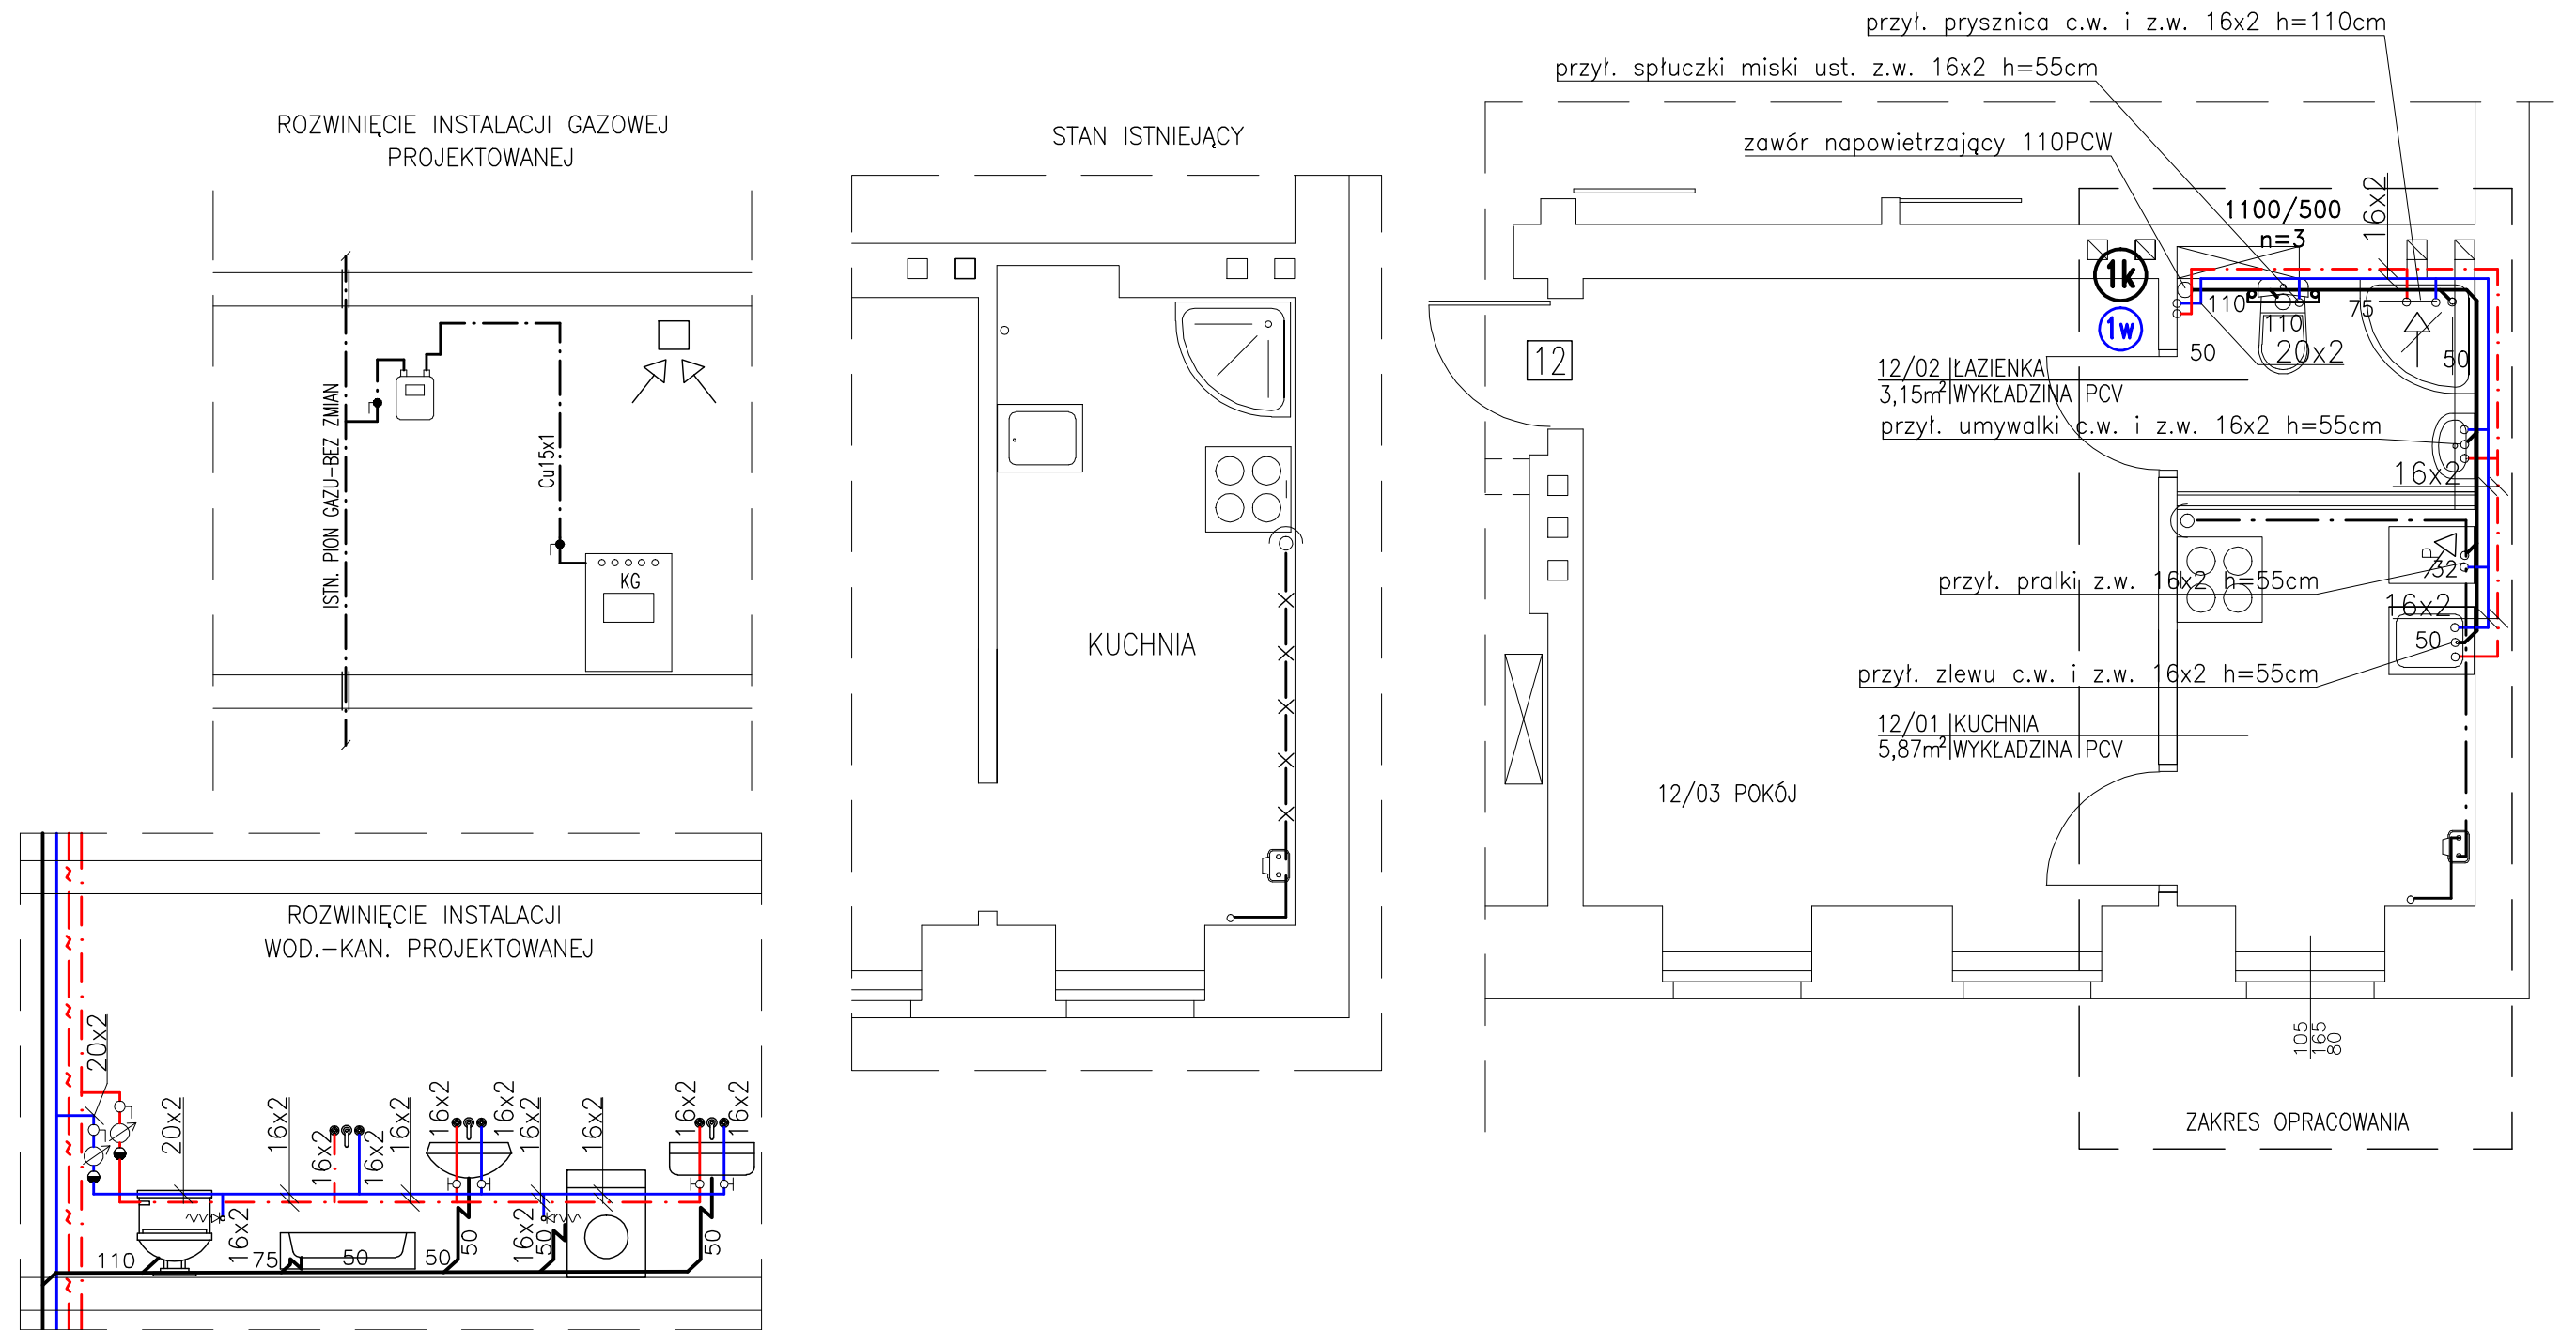 ROZWINIĘCIE INSTALACJI GAZOWEJ
PROJEKTOWANEJ
ISTN. PION GAZU-BEZ ZMIAN
Cu15x1
KG
STAN ISTNIEJĄCY
KUCHNIA
przył. prysznica c.w. i z.w. 16x2 h=110cm
przył. spłuczki miski ust. z.w. 16x2 h=55cm
zawór napowietrzający 110PCW
16x2
1100/500
n=3
1k
1w
110
110
75
50
20x2
50
12
12/02 ŁAZIENKA
3,15m² WYKŁADZINA PCV
przył. umywalki c.w. i z.w. 16x2 h=55cm
16x2
P
32
przył. pralki z.w. 16x2 h=55cm
16x2
50
przył. zlewu c.w. i z.w. 16x2 h=55cm
12/01 KUCHNIA
5,87m² WYKŁADZINA PCV
12/03 POKÓJ
105
165
80
ZAKRES OPRACOWANIA
ROZWINIĘCIE INSTALACJI
WOD.-KAN. PROJEKTOWANEJ
20x2
20x2
16x2
16x2
16x2
16x2
16x2
16x2
16x2
16x2
16x2
16x2
16x2
16x2
110
75
50
50
50
50
50